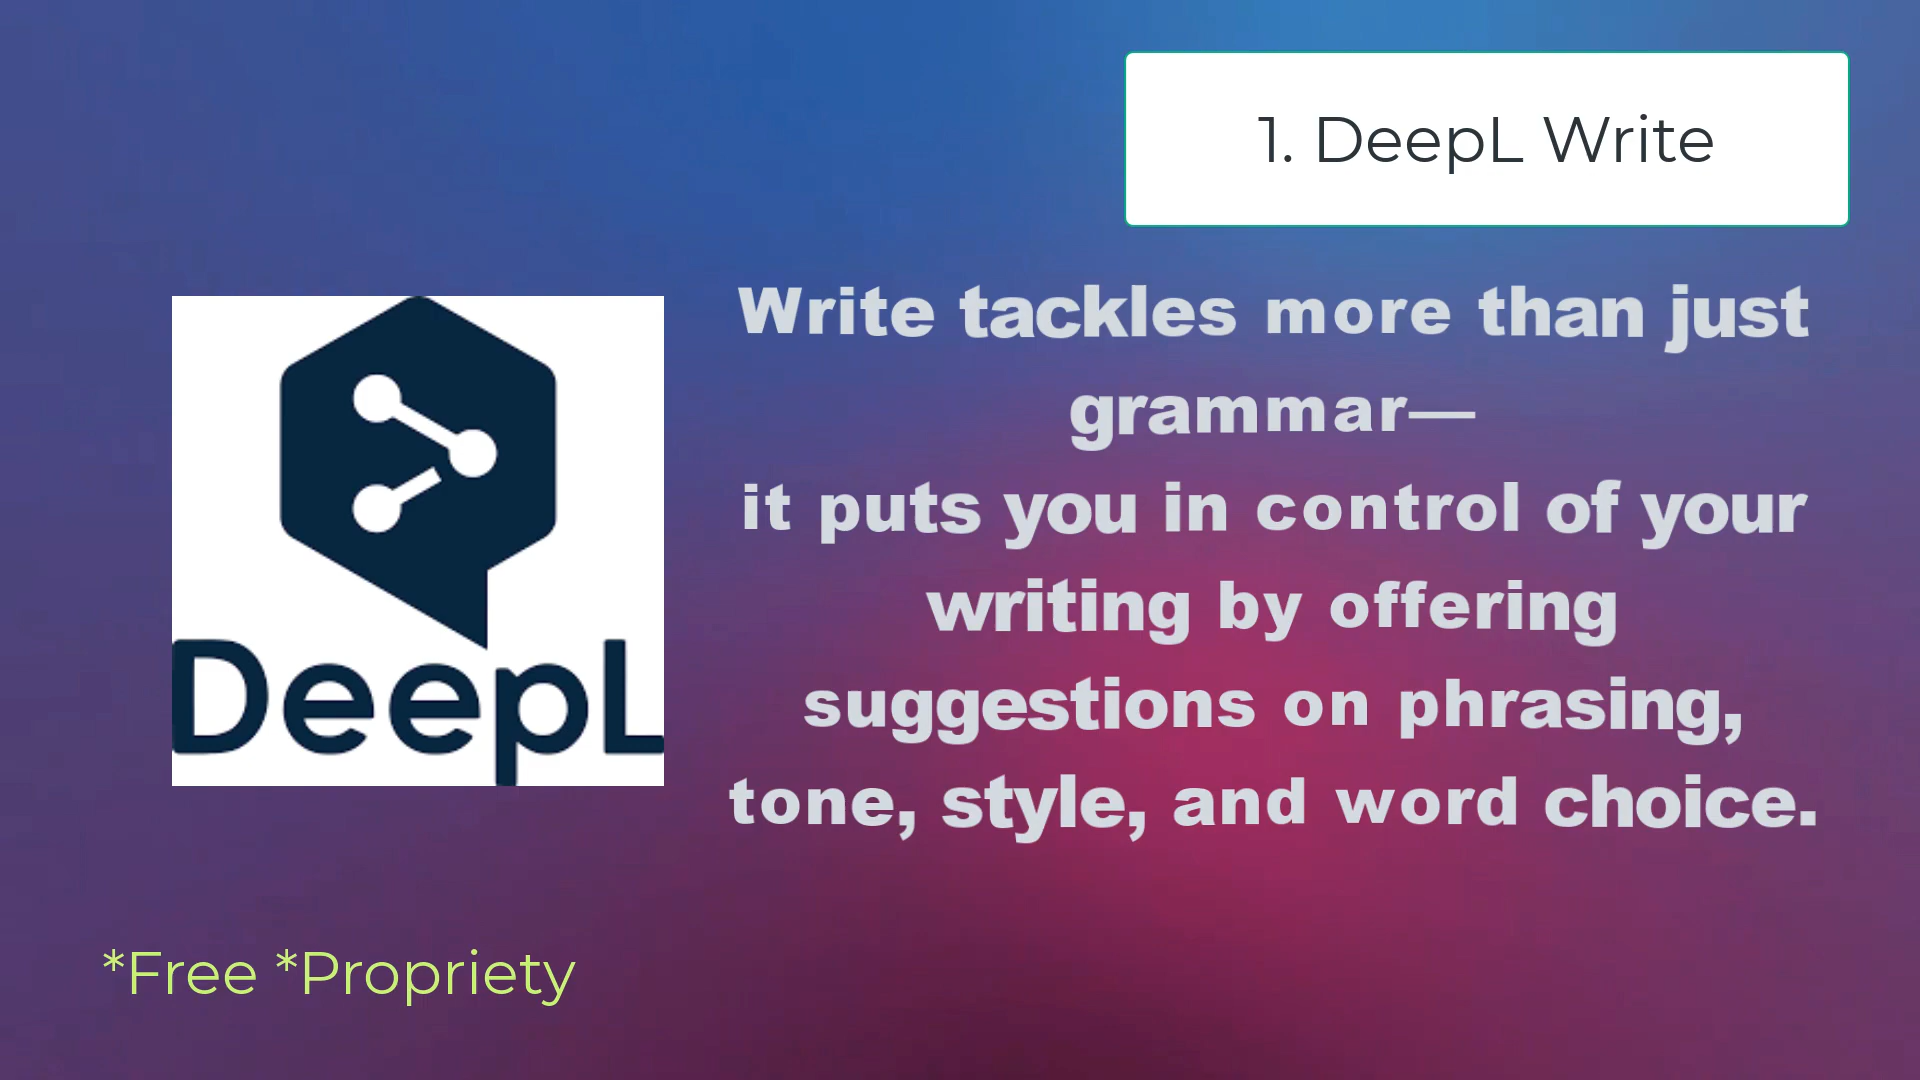 1. DeepL Write
Write tackles more than just
grammar—
it puts you in control of your
writing by offering
suggestions on phrasing,
tone, style, and word choice.
DeepL
*Free *Propriety